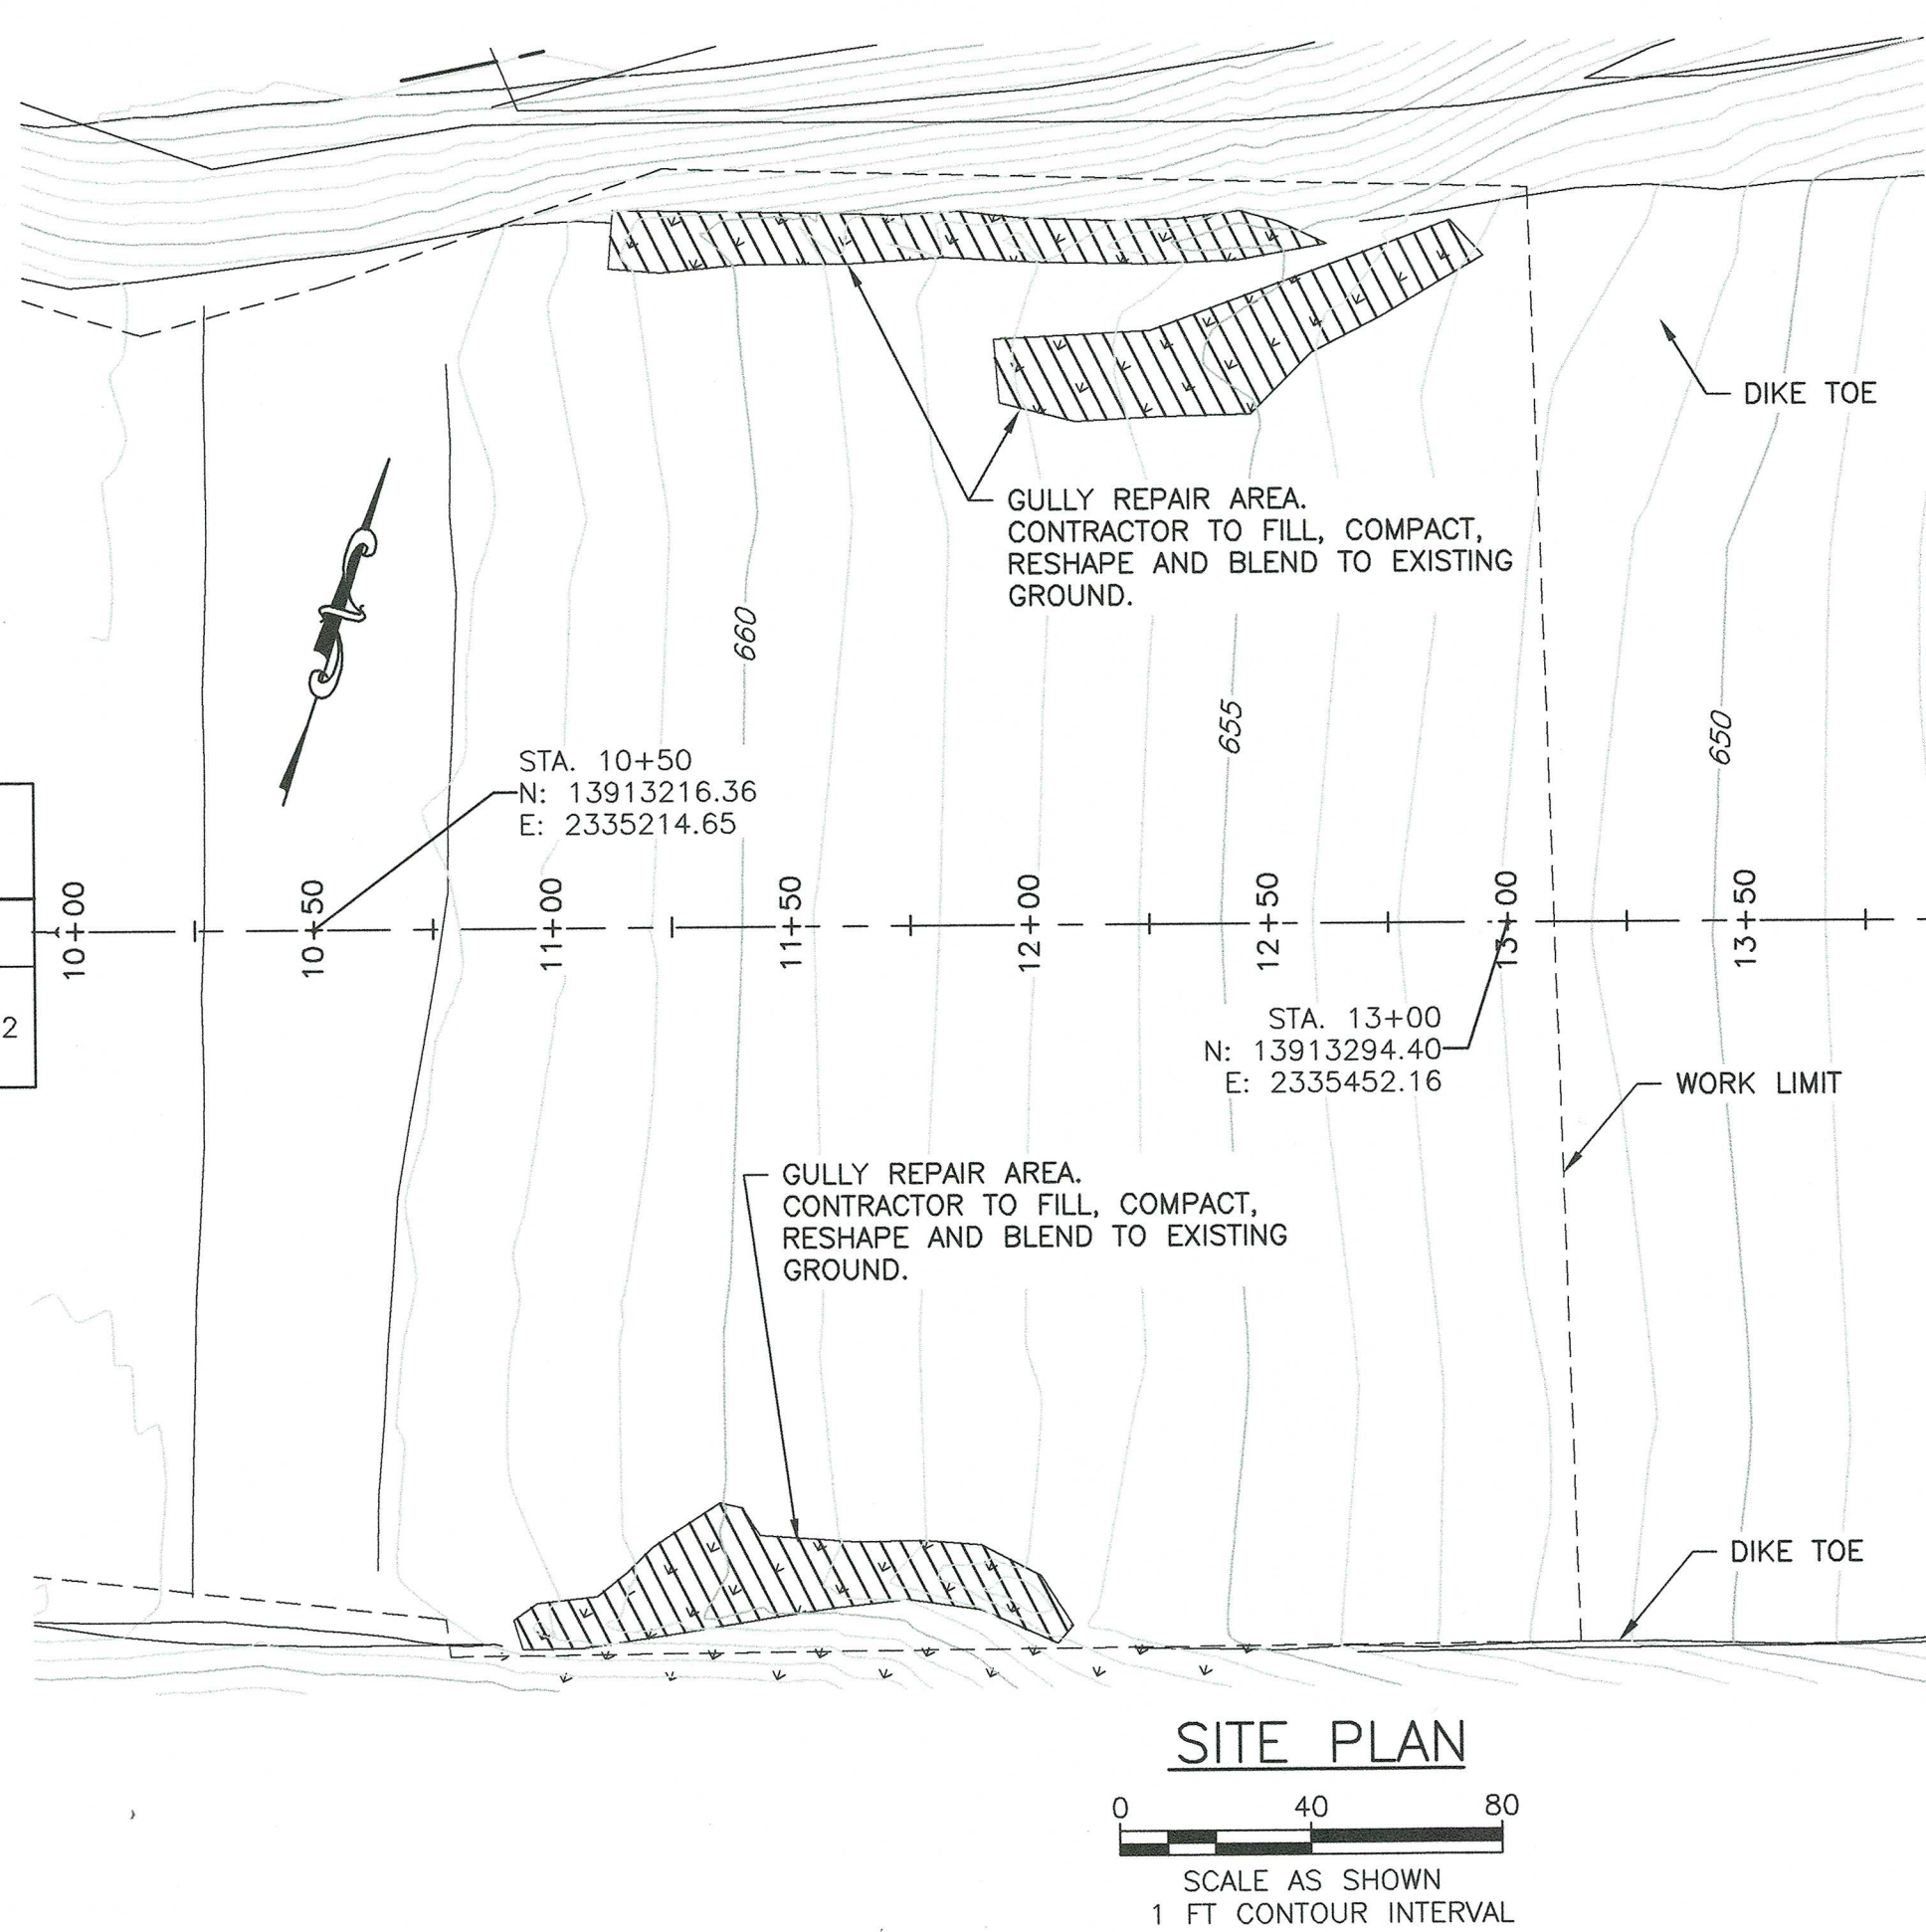 DIKE TOE
GULLY REPAIR AREA.
CONTRACTOR TO FILL, COMPACT,
RESHAPE AND BLEND TO EXISTING
GROUND.
660
655
650
STA. 10+50
N: 13913216.36
E: 2335214.65
10+00
10+50
11+00
11+50
12+00
12+50
13+00
13+50
2
STA. 13+00
N: 13913294.40
E: 2335452.16
WORK LIMIT
GULLY REPAIR AREA.
CONTRACTOR TO FILL, COMPACT,
RESHAPE AND BLEND TO EXISTING
GROUND.
DIKE TOE
SITE PLAN
0 40 80
SCALE AS SHOWN
1 FT CONTOUR INTERVAL